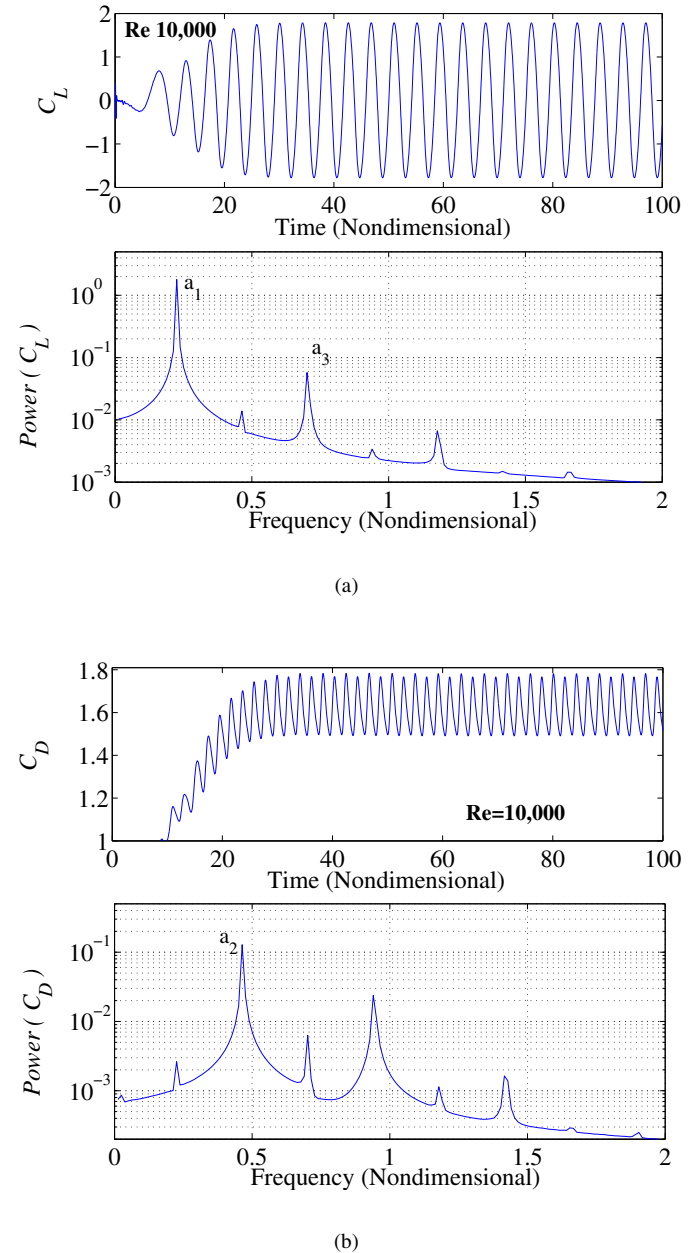 Re 10,000
C_L
2
1
0
−1
−2
0 20 40 60 80 100
Time (Nondimensional)
Power ( C_L )
10^0
10^−1
10^−2
10^−3
a_1
a_3
0 0.5 1 1.5 2
Frequency (Nondimensional)
(a)
C_D
1.8
1.6
1.4
1.2
1
Re=10,000
0 20 40 60 80 100
Time (Nondimensional)
Power ( C_D )
10^−1
10^−2
10^−3
a_2
0 0.5 1 1.5 2
Frequency (Nondimensional)
(b)